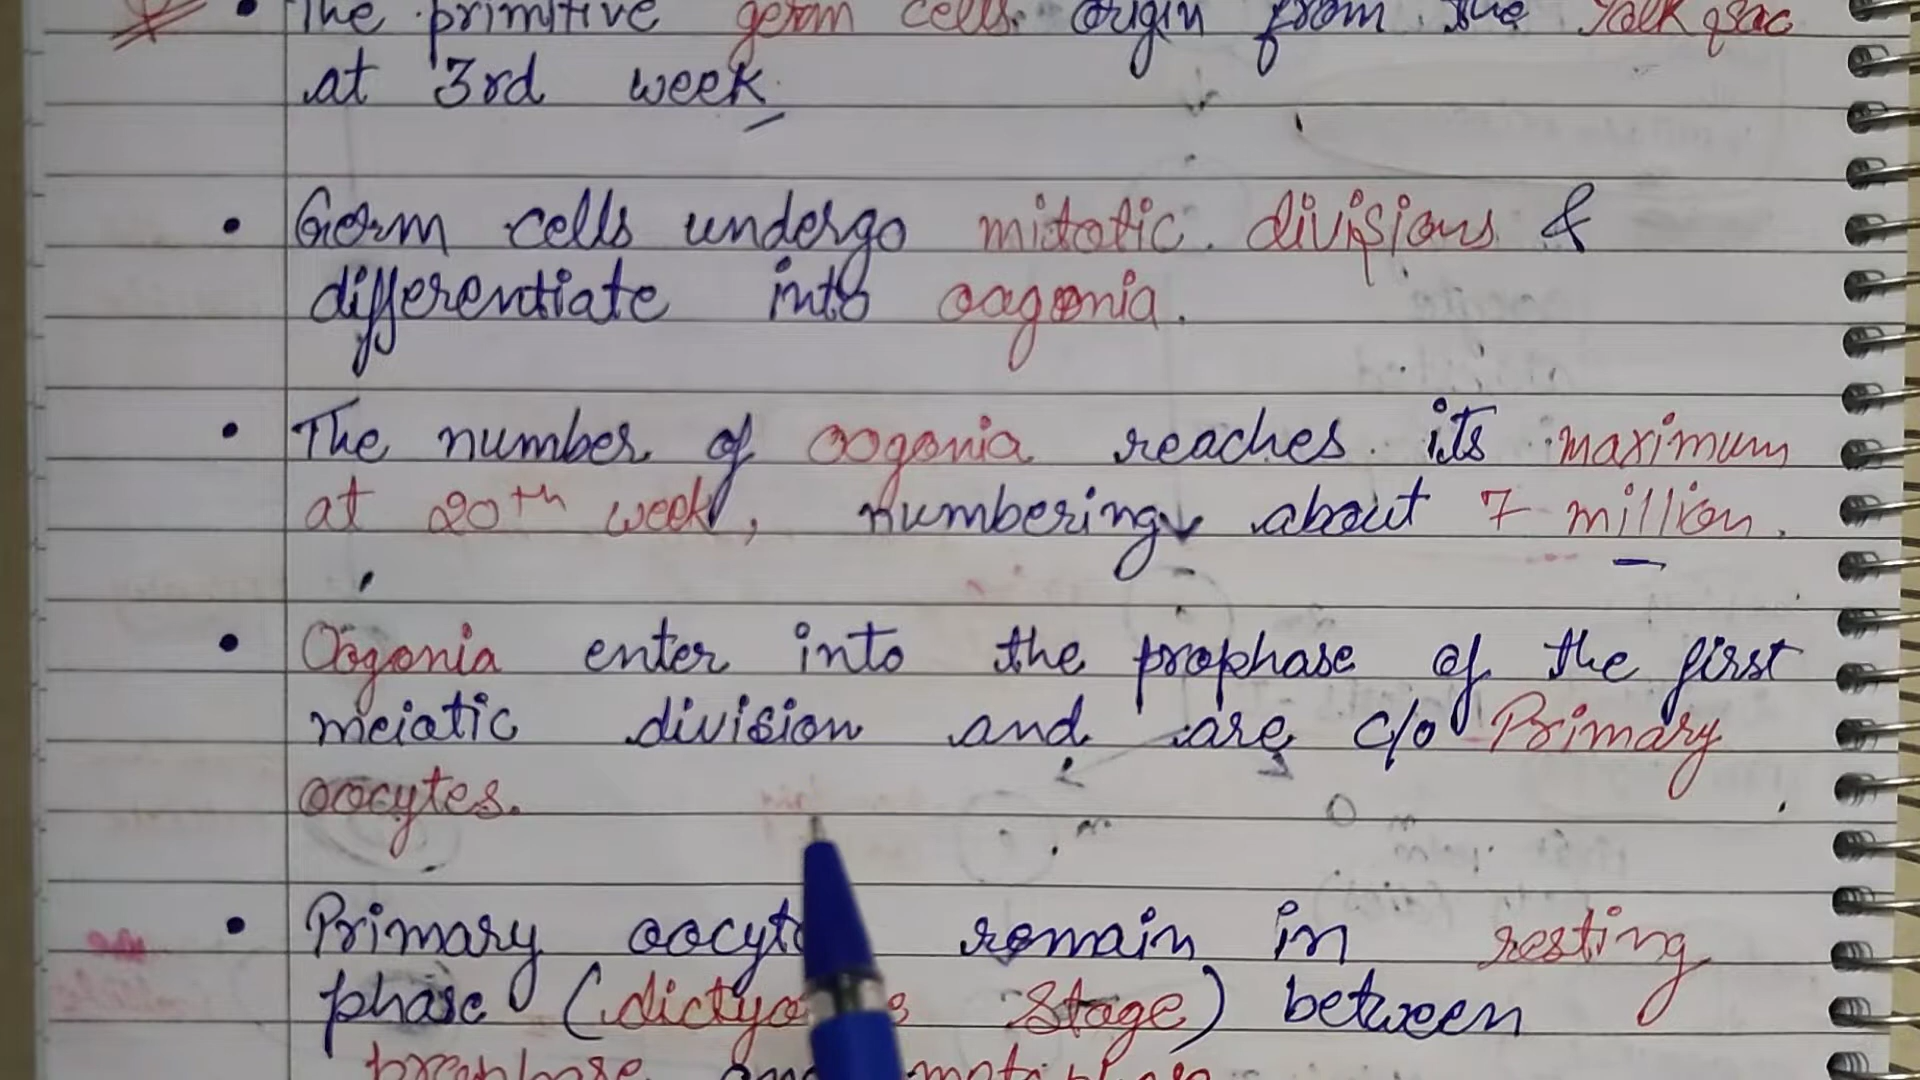 • The primitive germ cells origin from the Yolk sac
at 3rd week.
• Germ cells undergo mitotic divisions &
differentiate into oogonia.
• The number of oogonia reaches its maximum
at 20th week, numbering about 7 million.
• Oogonia enter into the prophase of the first
meiotic division and are c/o Primary
oocytes.
• Primary remain in resting
phase ( Stage) between